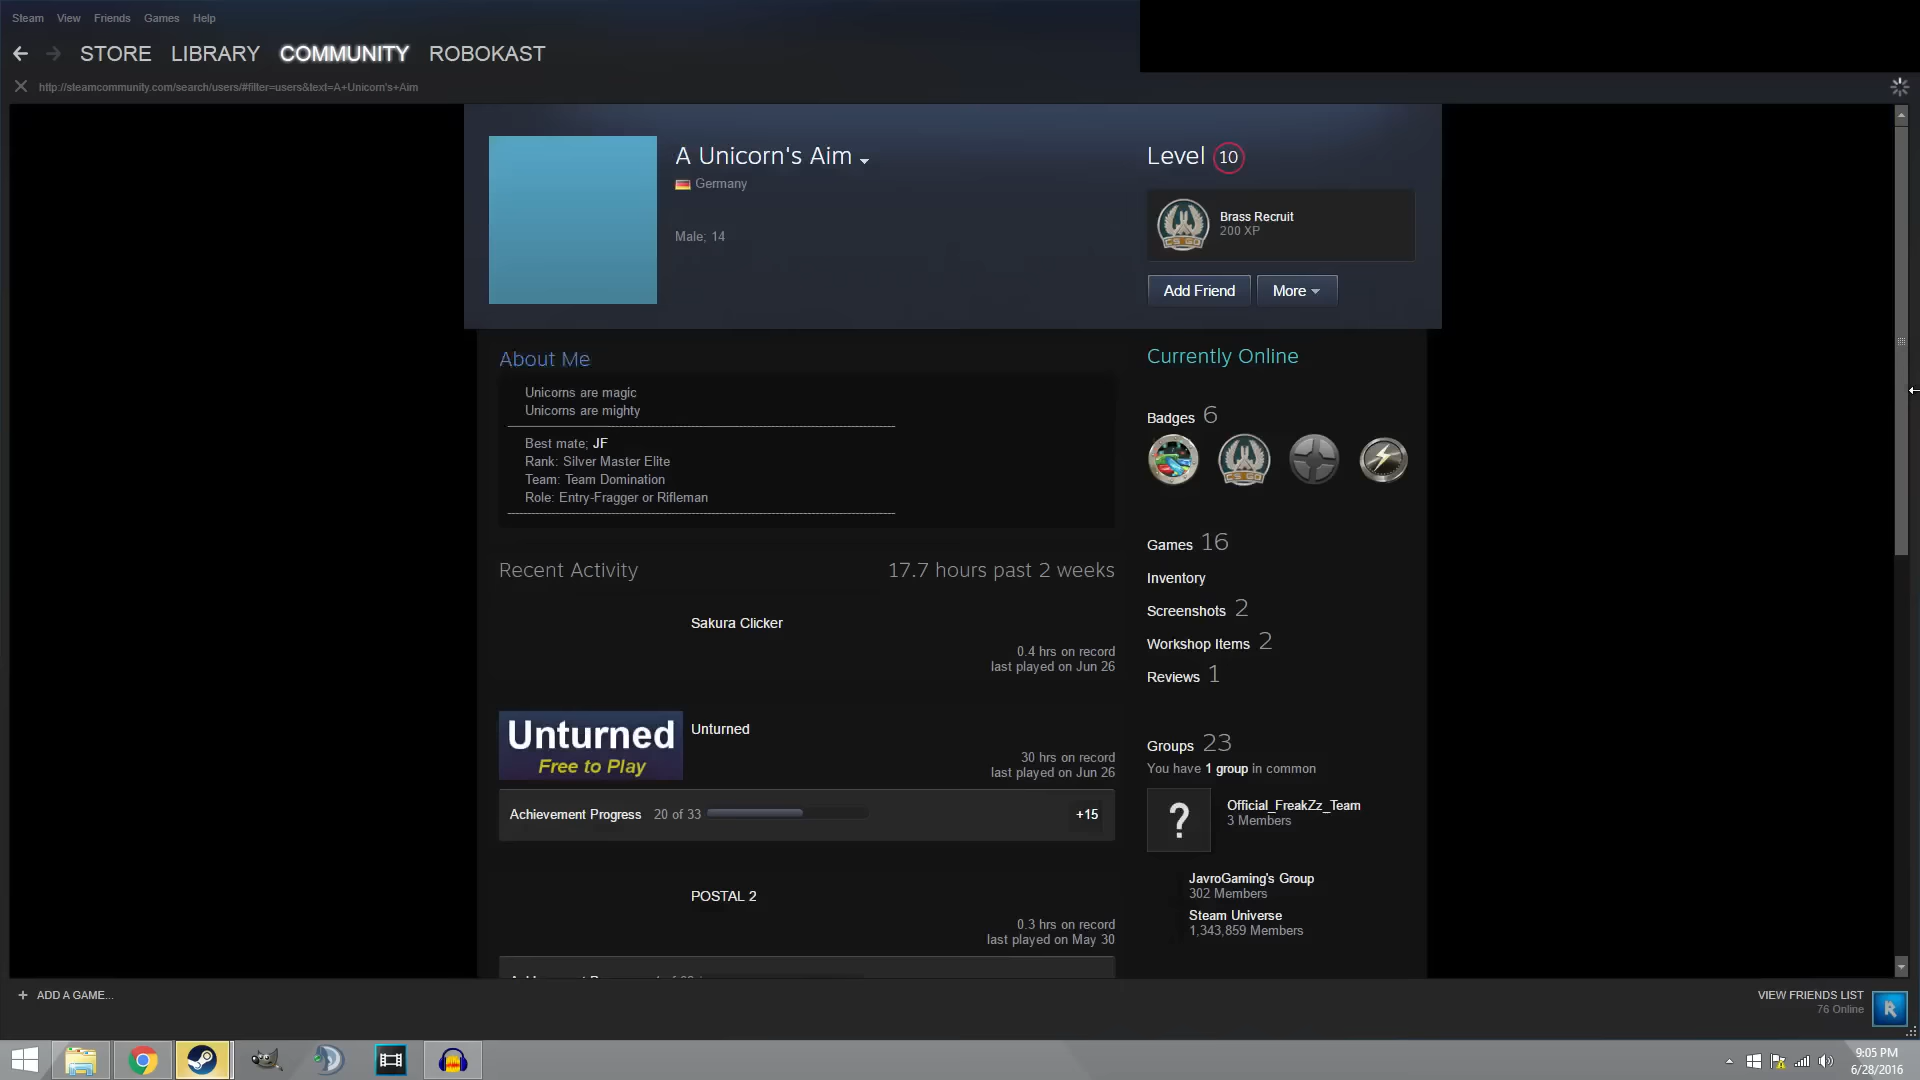 Steam View Friends Games Help
STORE LIBRARY COMMUNITY ROBOKAST
http://steamcommunity.com/search/users/#filter=users&text=A+Unicorn's+Aim
A Unicorn's Aim
Germany
Male; 14
Level 10
Brass Recruit
200 XP
CS GO
Add Friend More
About Me
Unicorns are magic
Unicorns are mighty
Best mate; JF
Rank: Silver Master Elite
Team: Team Domination
Role: Entry-Fragger or Rifleman
Recent Activity 17.7 hours past 2 weeks
Sakura Clicker
0.4 hrs on record
last played on Jun 26
Unturned
Free to Play
Unturned
30 hrs on record
last played on Jun 26
Achievement Progress 20 of 33 +15
POSTAL 2
0.3 hrs on record
last played on May 30
Currently Online
Badges 6
CS GO
Games 16
Inventory
Screenshots 2
Workshop Items 2
Reviews 1
Groups 23
You have 1 group in common
?
Official_FreakZz_Team
3 Members
JavroGaming's Group
302 Members
Steam Universe
1,343,859 Members
+ ADD A GAME...
VIEW FRIENDS LIST
76 Online
R
9:05 PM
6/28/2016